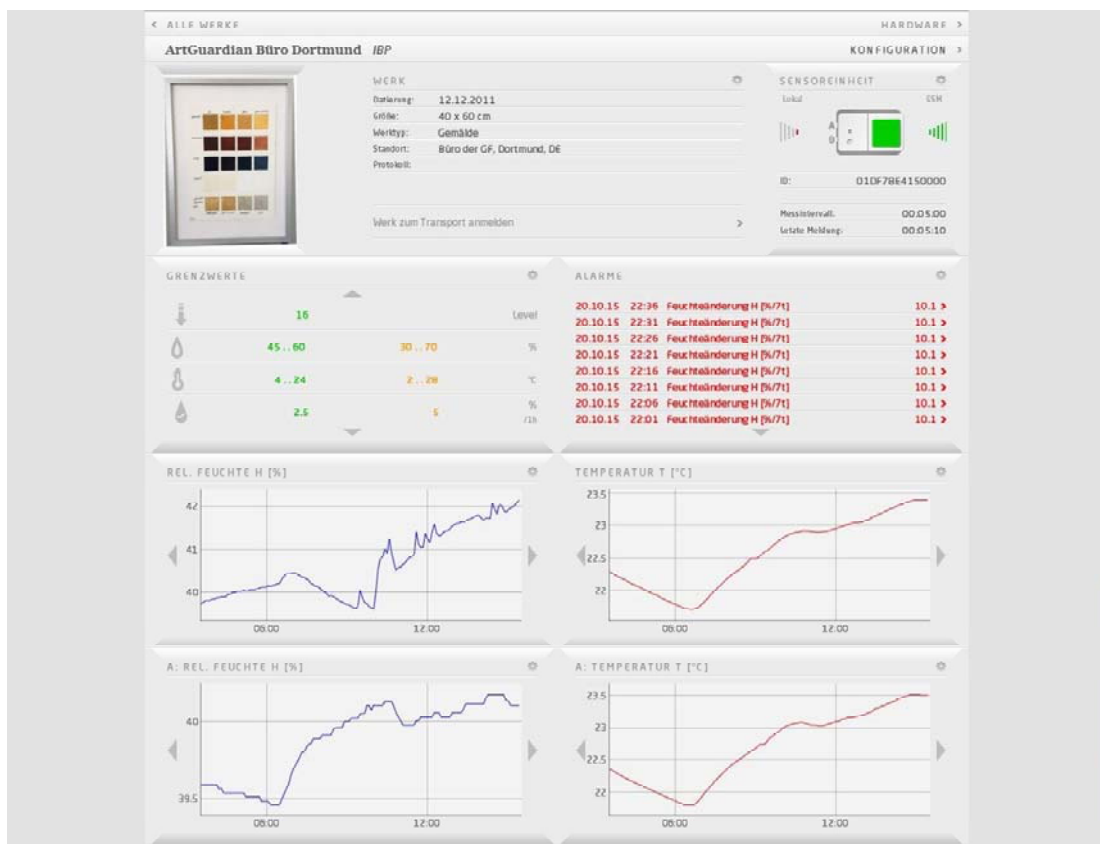 ALLE WERKE
HARDWARE
ArtGuardian Büro Dortmund IBP
KONFIGURATION
WERK
Datierung: 12.12.2011
Größe: 40 x 60 cm
Werktyp: Gemälde
Standort: Büro der GF, Dortmund, DE
Protokoll:
Werk zum Transport anmelden
SENSOREINHEIT
Lokal GSM
A
B
ID: 01DF78E4150000
Messintervall: 00:05:00
Letzte Meldung: 00:05:10
GRENZWERTE
16 Level
45..60 30..70 %
4..24 2..28 °C
2.5 5 % /1h
ALARME
20.10.15 22:36 Feuchteänderung H [%/7t] 10.1
20.10.15 22:31 Feuchteänderung H [%/7t] 10.1
20.10.15 22:26 Feuchteänderung H [%/7t] 10.1
20.10.15 22:21 Feuchteänderung H [%/7t] 10.1
20.10.15 22:16 Feuchteänderung H [%/7t] 10.1
20.10.15 22:11 Feuchteänderung H [%/7t] 10.1
20.10.15 22:06 Feuchteänderung H [%/7t] 10.1
20.10.15 22:01 Feuchteänderung H [%/7t] 10.1
REL. FEUCHTE H [%]
42
41
40
06:00 12:00
TEMPERATUR T [°C]
23.5
23
22.5
22
06:00 12:00
A: REL. FEUCHTE H [%]
40
39.5
06:00 12:00
A: TEMPERATUR T [°C]
23.5
23
22.5
22
06:00 12:00